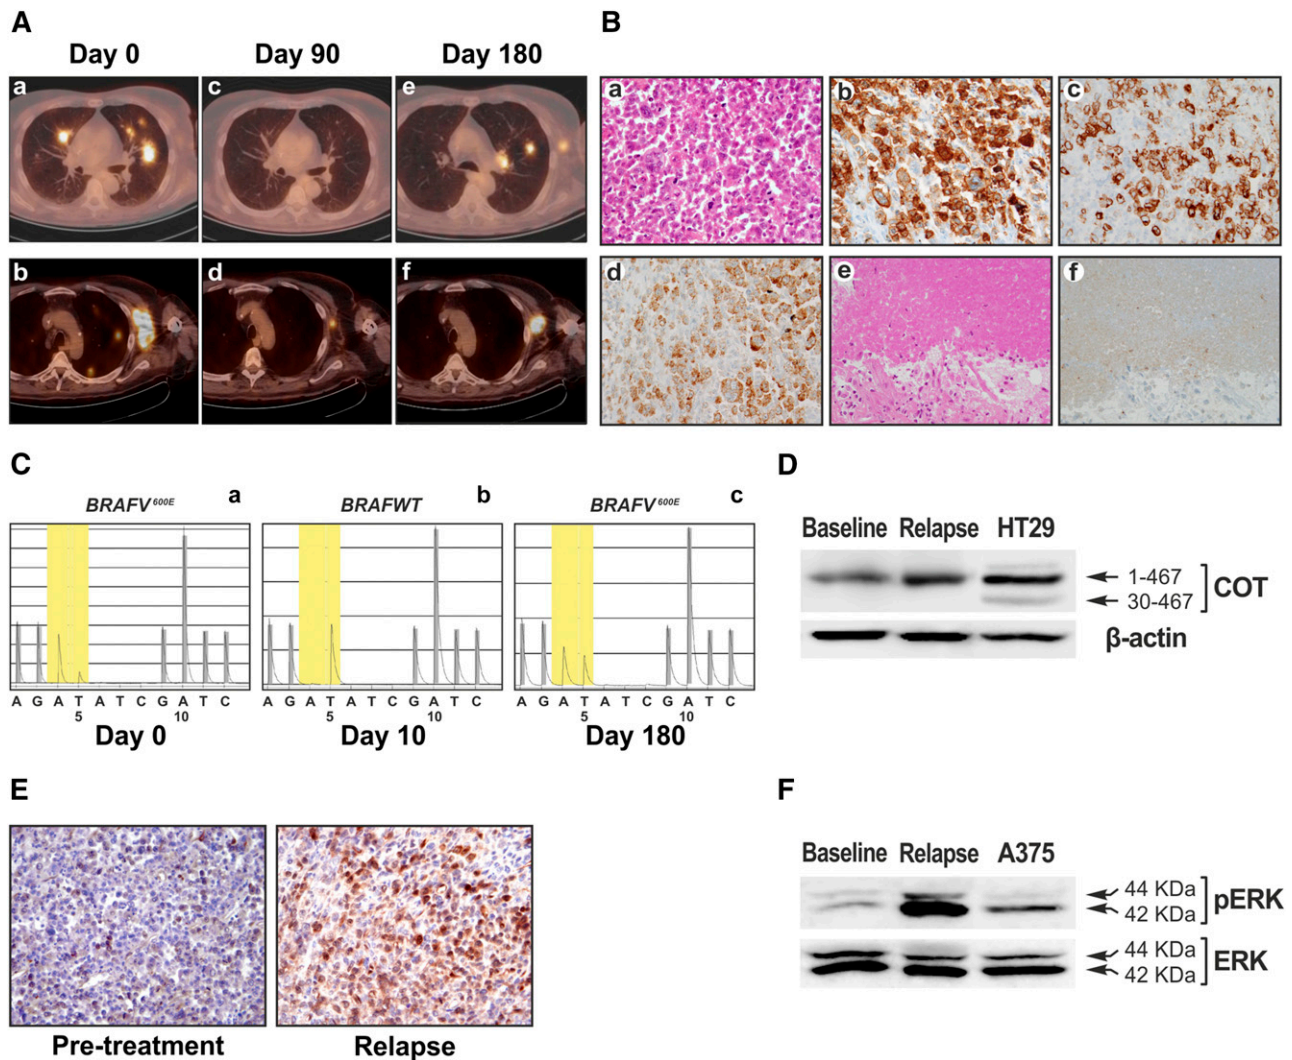 A
B
Day 0 Day 90 Day 180
a c e
b d f
a b c
d e f
C
D
BRAFV600E a
BRAFWT b
BRAFV600E c
A G A T A T C G A T C
5 10
Day 0
A G A T A T C G A T C
5 10
Day 10
A G A T A T C G A T C
5 10
Day 180
Baseline Relapse HT29
1-467
30-467
COT
β-actin
E
F
Pre-treatment Relapse
Baseline Relapse A375
44 KDa
42 KDa
pERK
44 KDa
42 KDa
ERK